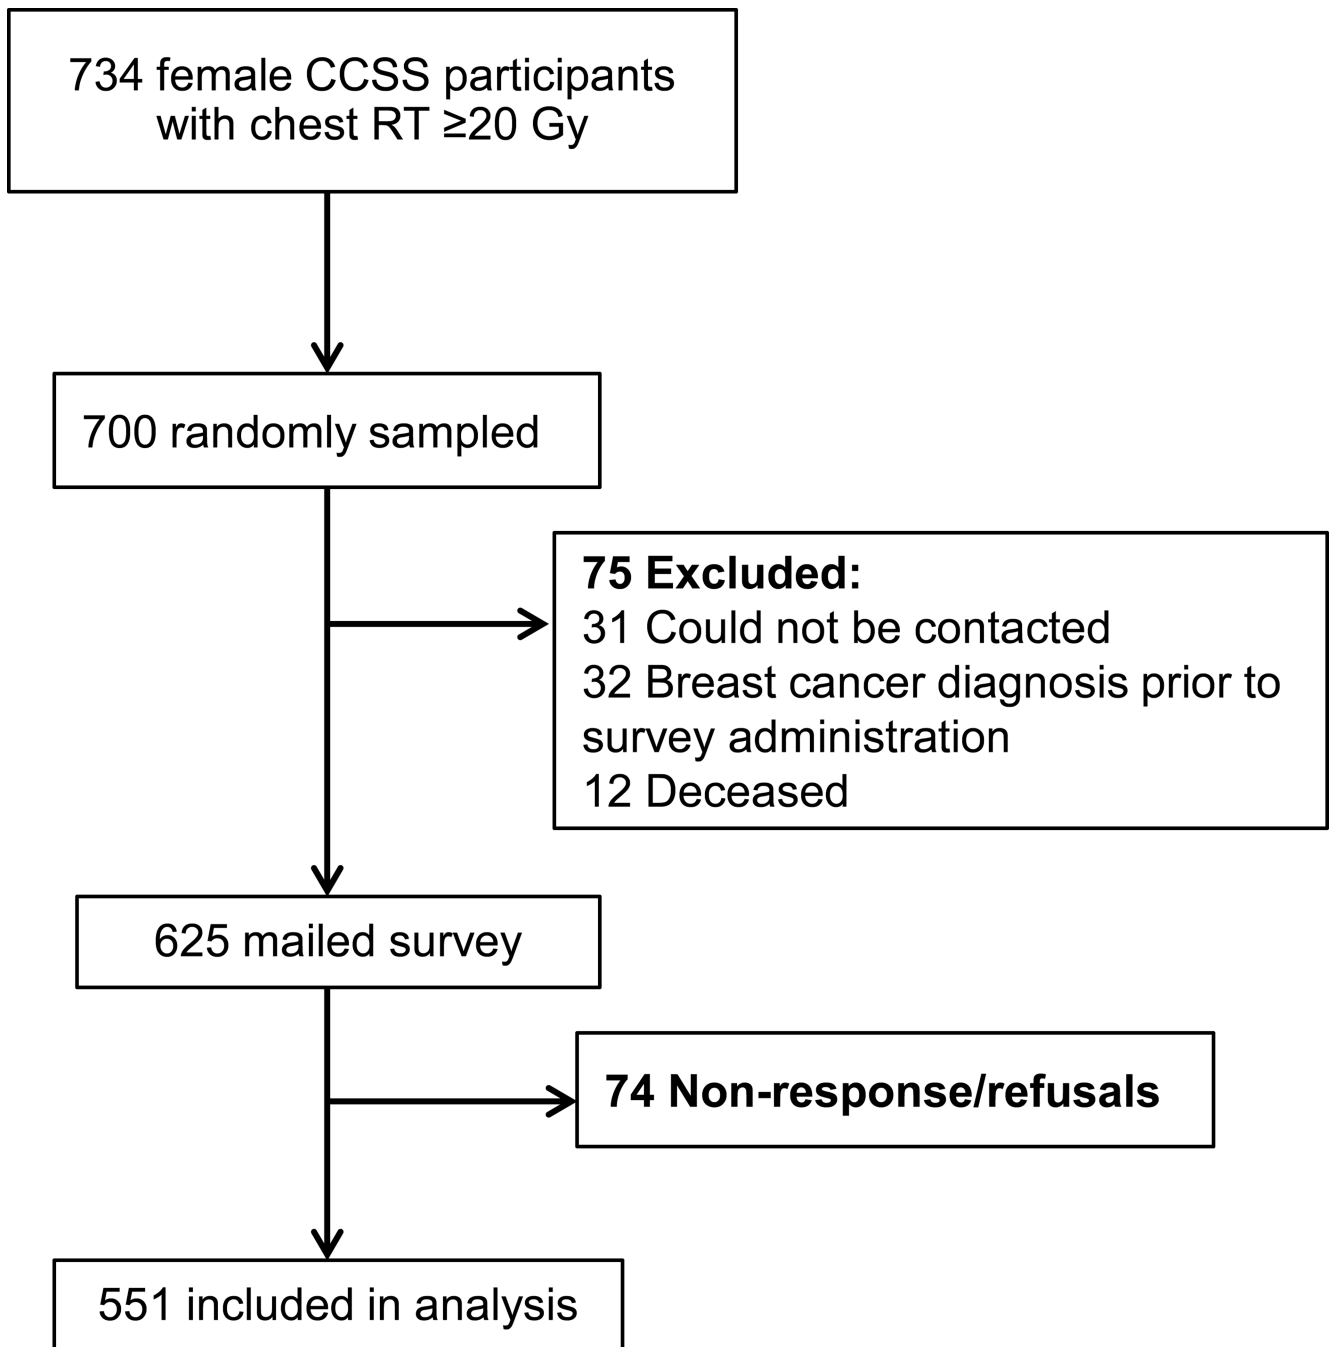 734 female CCSS participants
with chest RT ≥20 Gy
700 randomly sampled
75 Excluded:
31 Could not be contacted
32 Breast cancer diagnosis prior to
survey administration
12 Deceased
625 mailed survey
74 Non-response/refusals
551 included in analysis